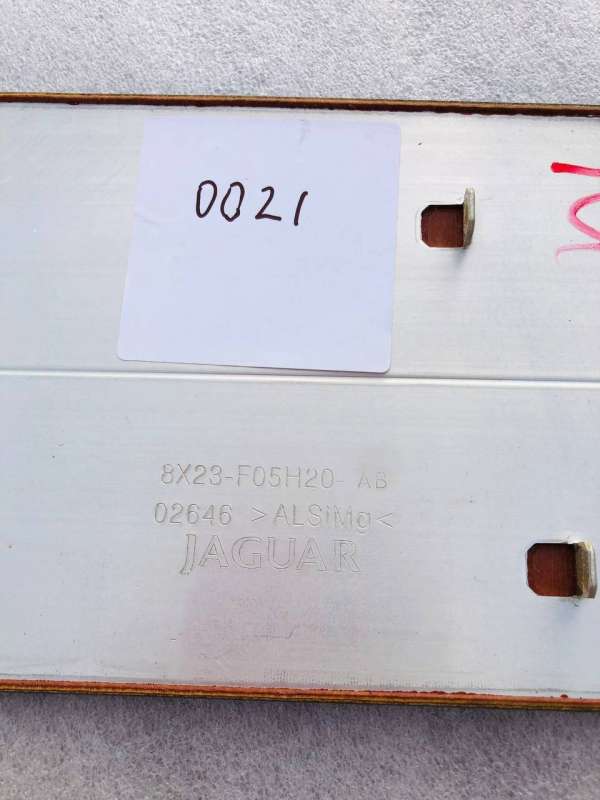 0021
8X23-F05H20- AB
02646 >ALSiMg<
JAGUAR